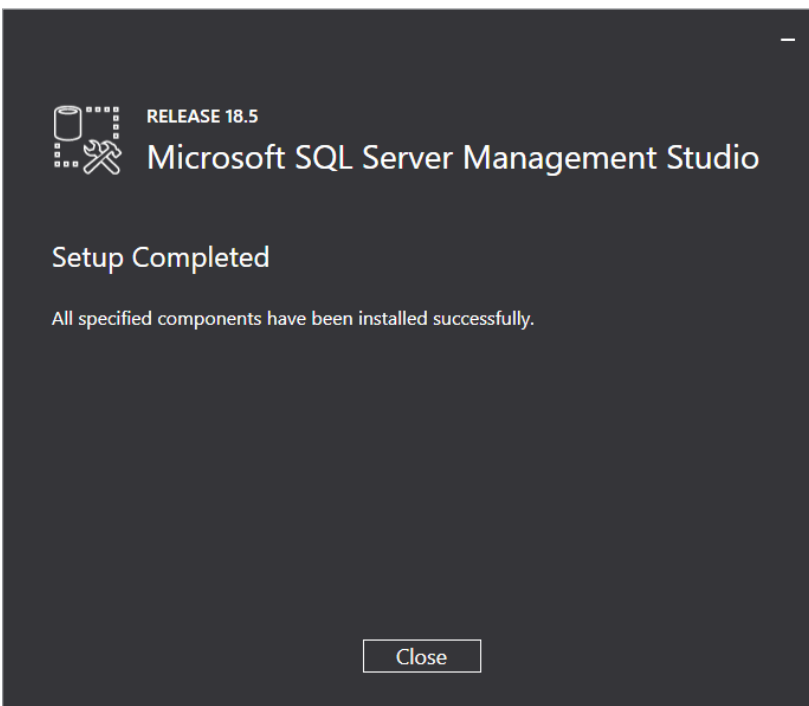 RELEASE 18.5
Microsoft SQL Server Management Studio
Setup Completed
All specified components have been installed successfully.
Close